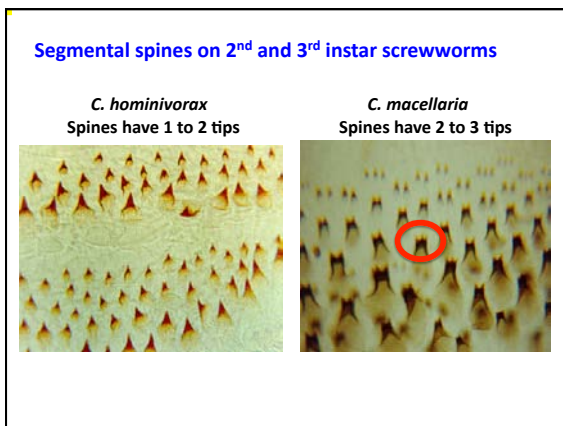 Segmental spines on 2nd and 3rd instar screwworms
C. hominivorax
Spines have 1 to 2 tips
C. macellaria
Spines have 2 to 3 tips